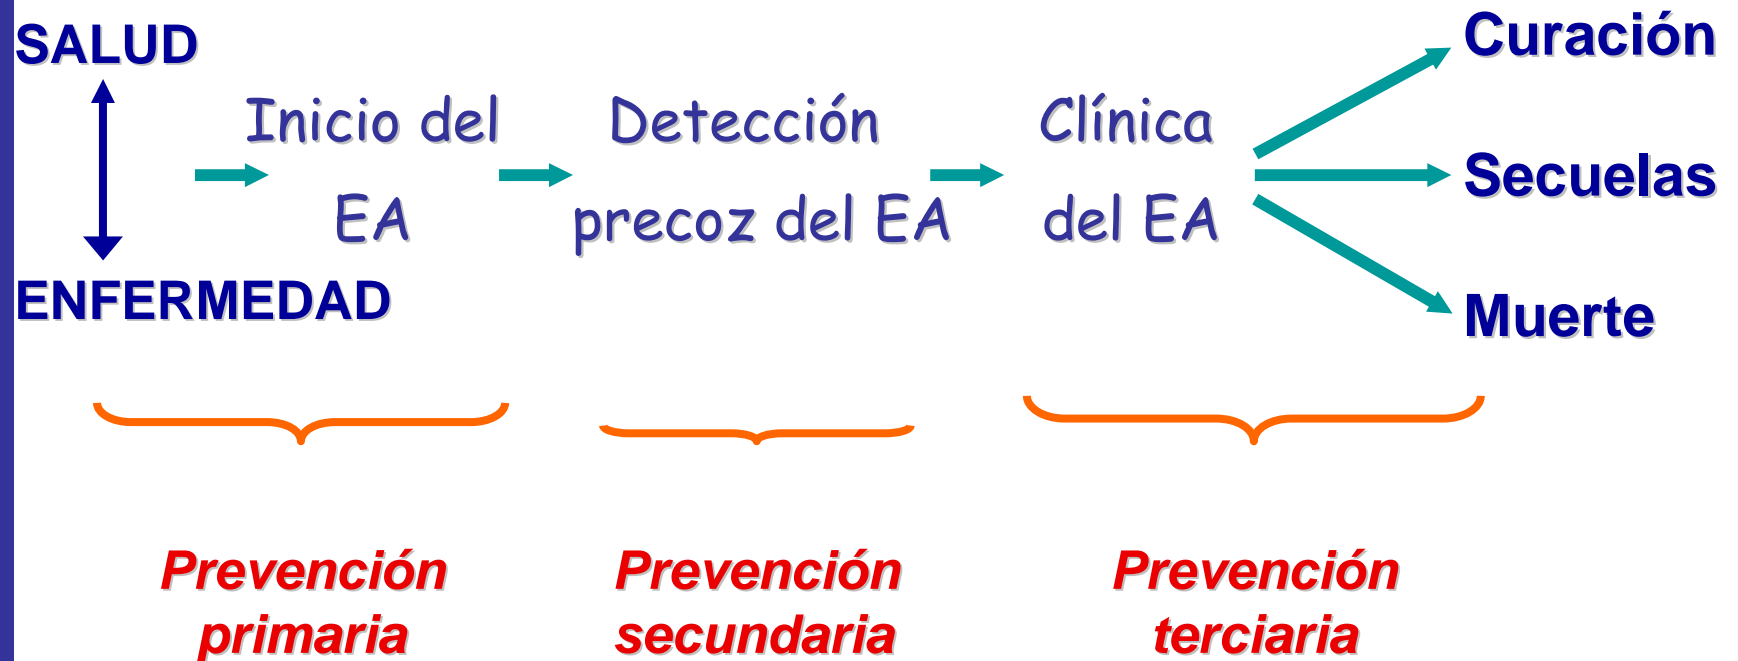 SALUD
ENFERMEDAD
Inicio del
EA
Detección
precoz del EA
Clínica
del EA
Curación
Secuelas
Muerte
Prevención
primaria
Prevención
secundaria
Prevención
terciaria